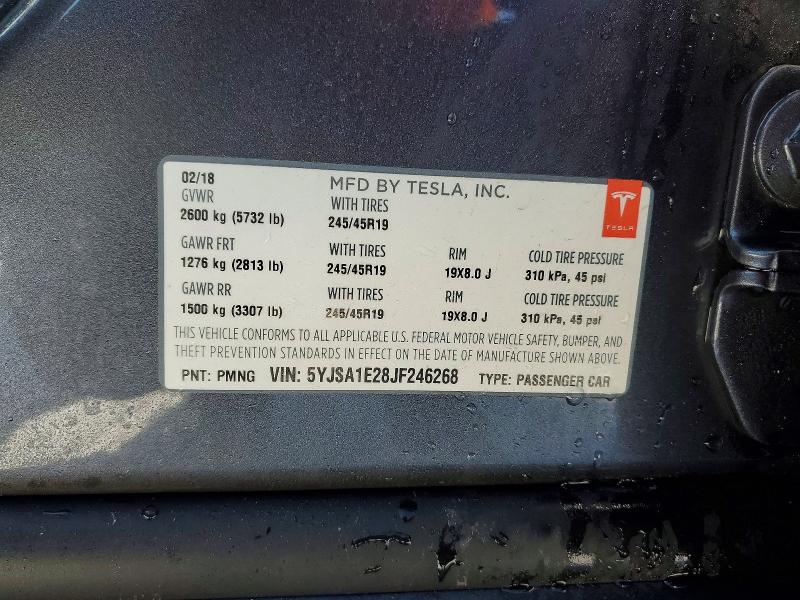 02/18 MFD BY TESLA, INC.
GVWR WITH TIRES
2600 kg (5732 lb) 245/45R19
TESLA
GAWR FRT WITH TIRES RIM COLD TIRE PRESSURE
1276 kg (2813 lb) 245/45R19 19X8.0 J 310 kPa, 45 psi
GAWR RR WITH TIRES RIM COLD TIRE PRESSURE
1500 kg (3307 lb) 245/45R19 19X8.0 J 310 kPa, 45 psi
THIS VEHICLE CONFORMS TO ALL APPLICABLE U.S. FEDERAL MOTOR VEHICLE SAFETY, BUMPER, AND
THEFT PREVENTION STANDARDS IN EFFECT ON THE DATE OF MANUFACTURE SHOWN ABOVE.
PNT: PMNG VIN: 5YJSA1E28JF246268 TYPE: PASSENGER CAR